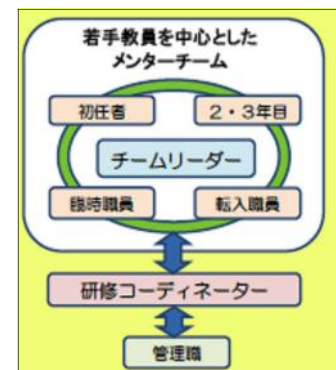 若手教員を中心とした
メンターチーム
初任者
２・３年目
チームリーダー
臨時職員
転入職員
研修コーディネーター
管理職